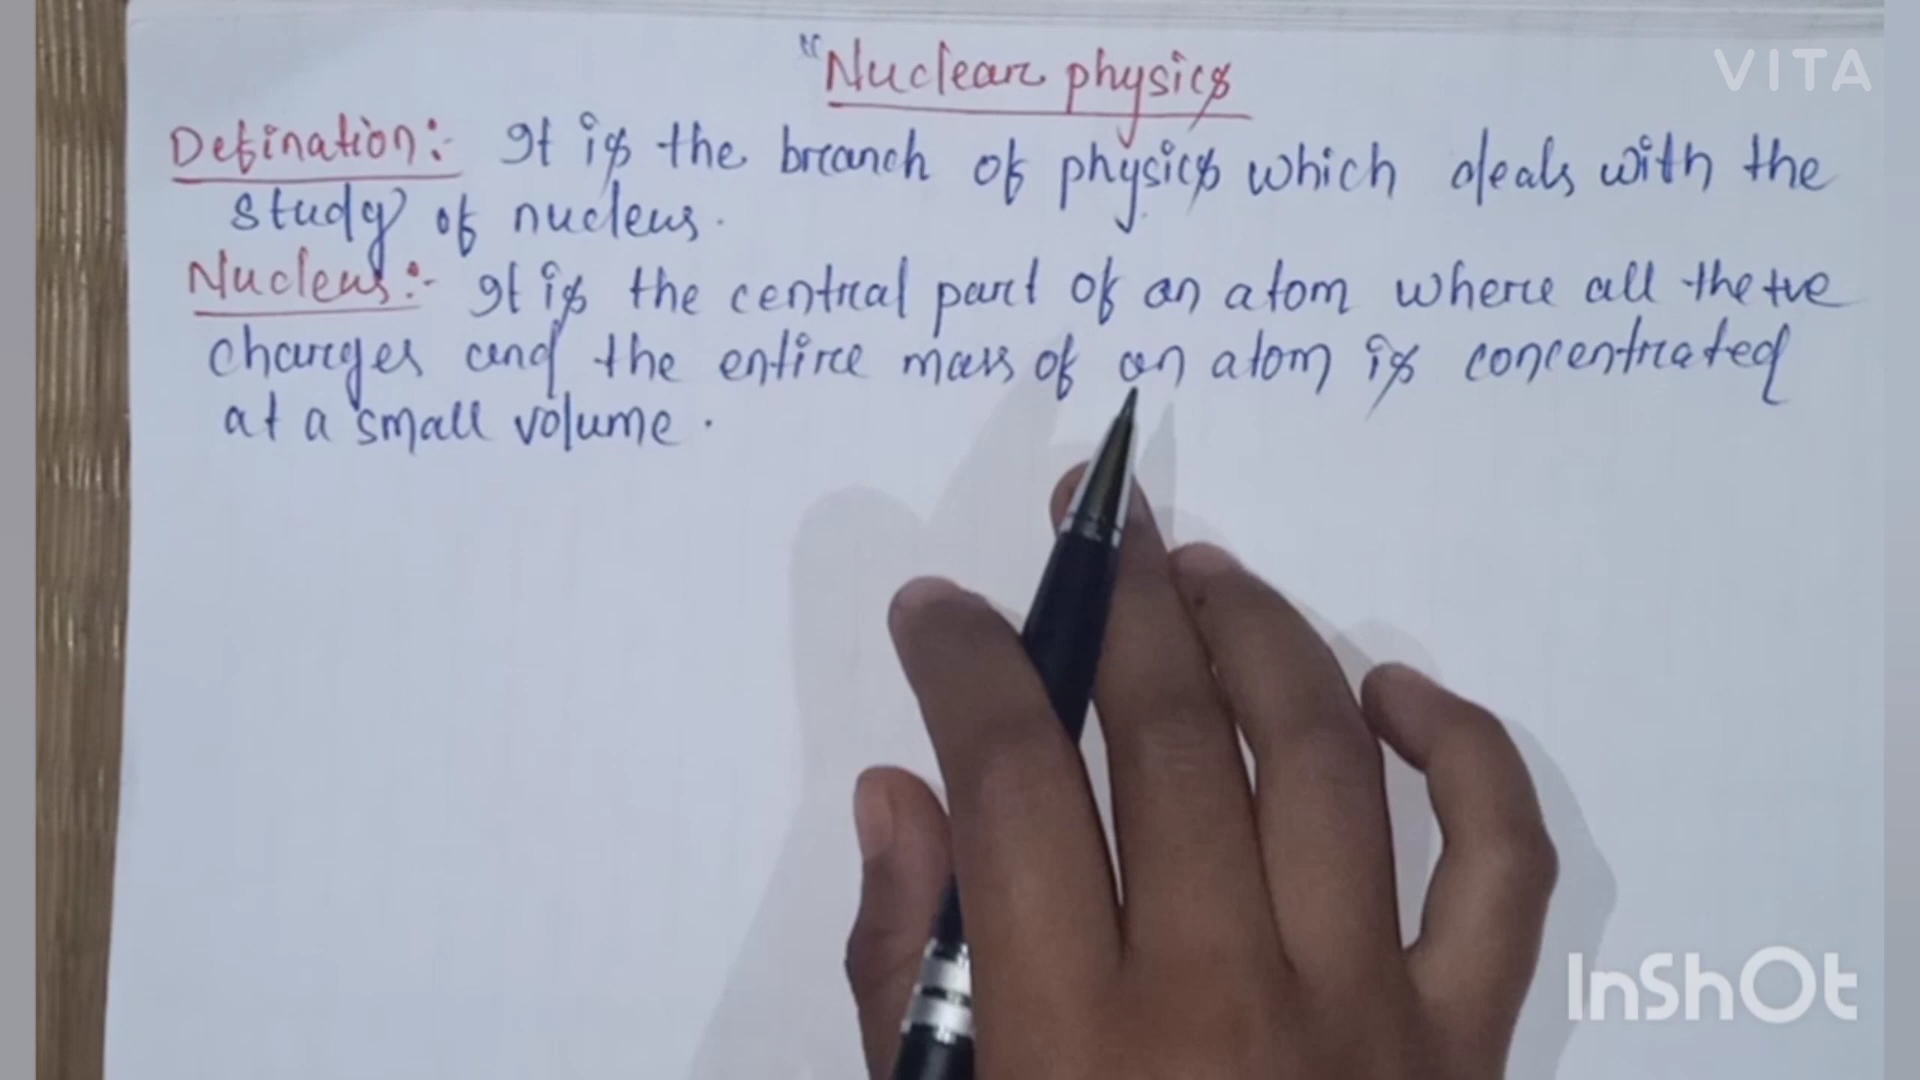 "Nuclear physics
VITA
Defination:- It is the branch of physics which deals with the
study of nucleus.
Nucleus:- It is the central part of an atom where all the +ve
charges and the entire mass of an atom is concentrated
at a small volume.
InShOt